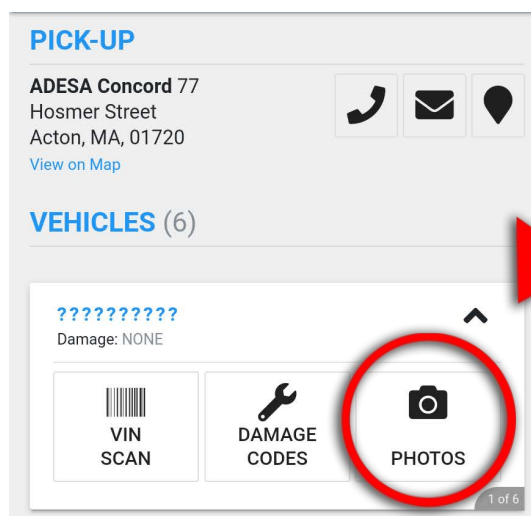 PICK-UP
ADESA Concord 77
Hosmer Street
Acton, MA, 01720
View on Map
VEHICLES (6)
??????????
Damage: NONE
VIN
SCAN
DAMAGE
CODES
PHOTOS
1 of 6